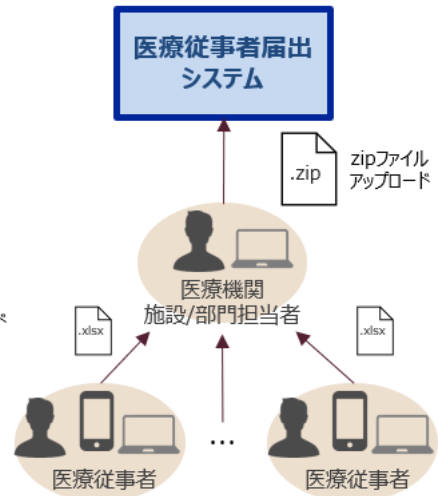 医療従事者届出
システム
.zip
zipファイル
アップロード
医療機関
施設/部門担当者
.xlsx
.xlsx
…
医療従事者
医療従事者